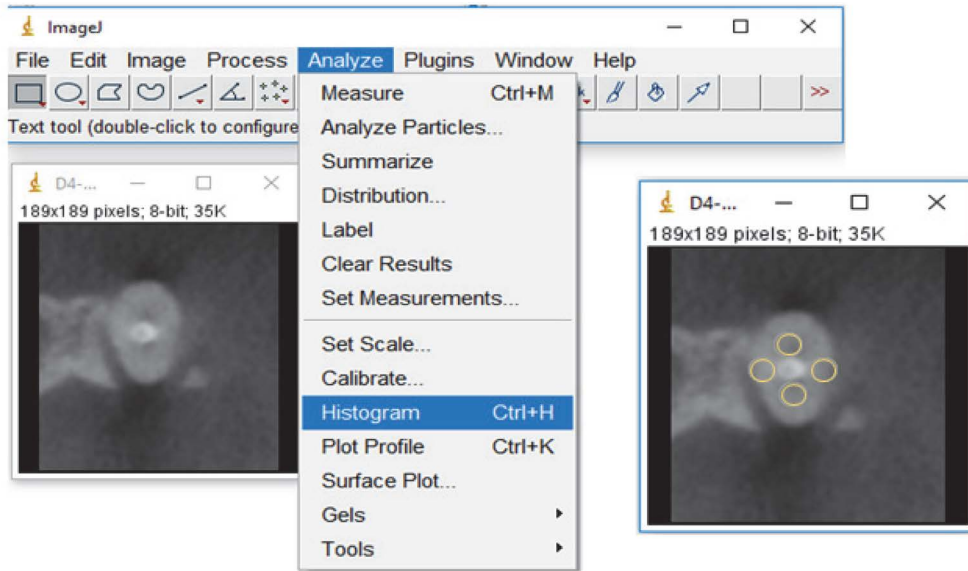 ImageJ
File Edit Image Process Analyze Plugins Window Help
>>
Text tool (double-click to configure
Measure Ctrl+M
Analyze Particles...
Summarize
Distribution...
Label
Clear Results
Set Measurements...
Set Scale...
Calibrate...
Histogram Ctrl+H
Plot Profile Ctrl+K
Surface Plot...
Gels
Tools
D4-...
189x189 pixels; 8-bit; 35K
D4-...
189x189 pixels; 8-bit; 35K